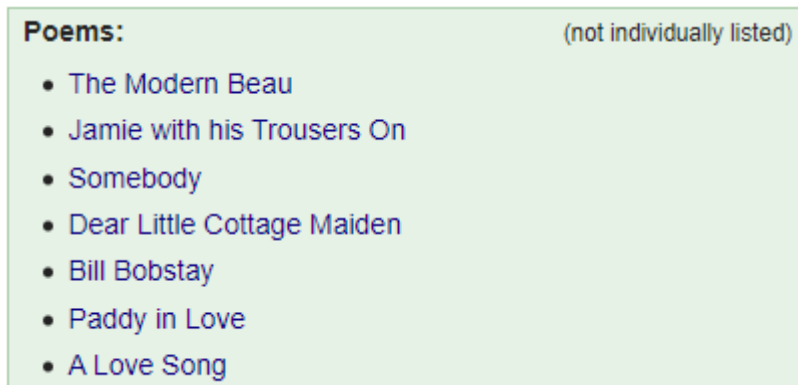 Poems: (not individually listed)
• The Modern Beau
• Jamie with his Trousers On
• Somebody
• Dear Little Cottage Maiden
• Bill Bobstay
• Paddy in Love
• A Love Song